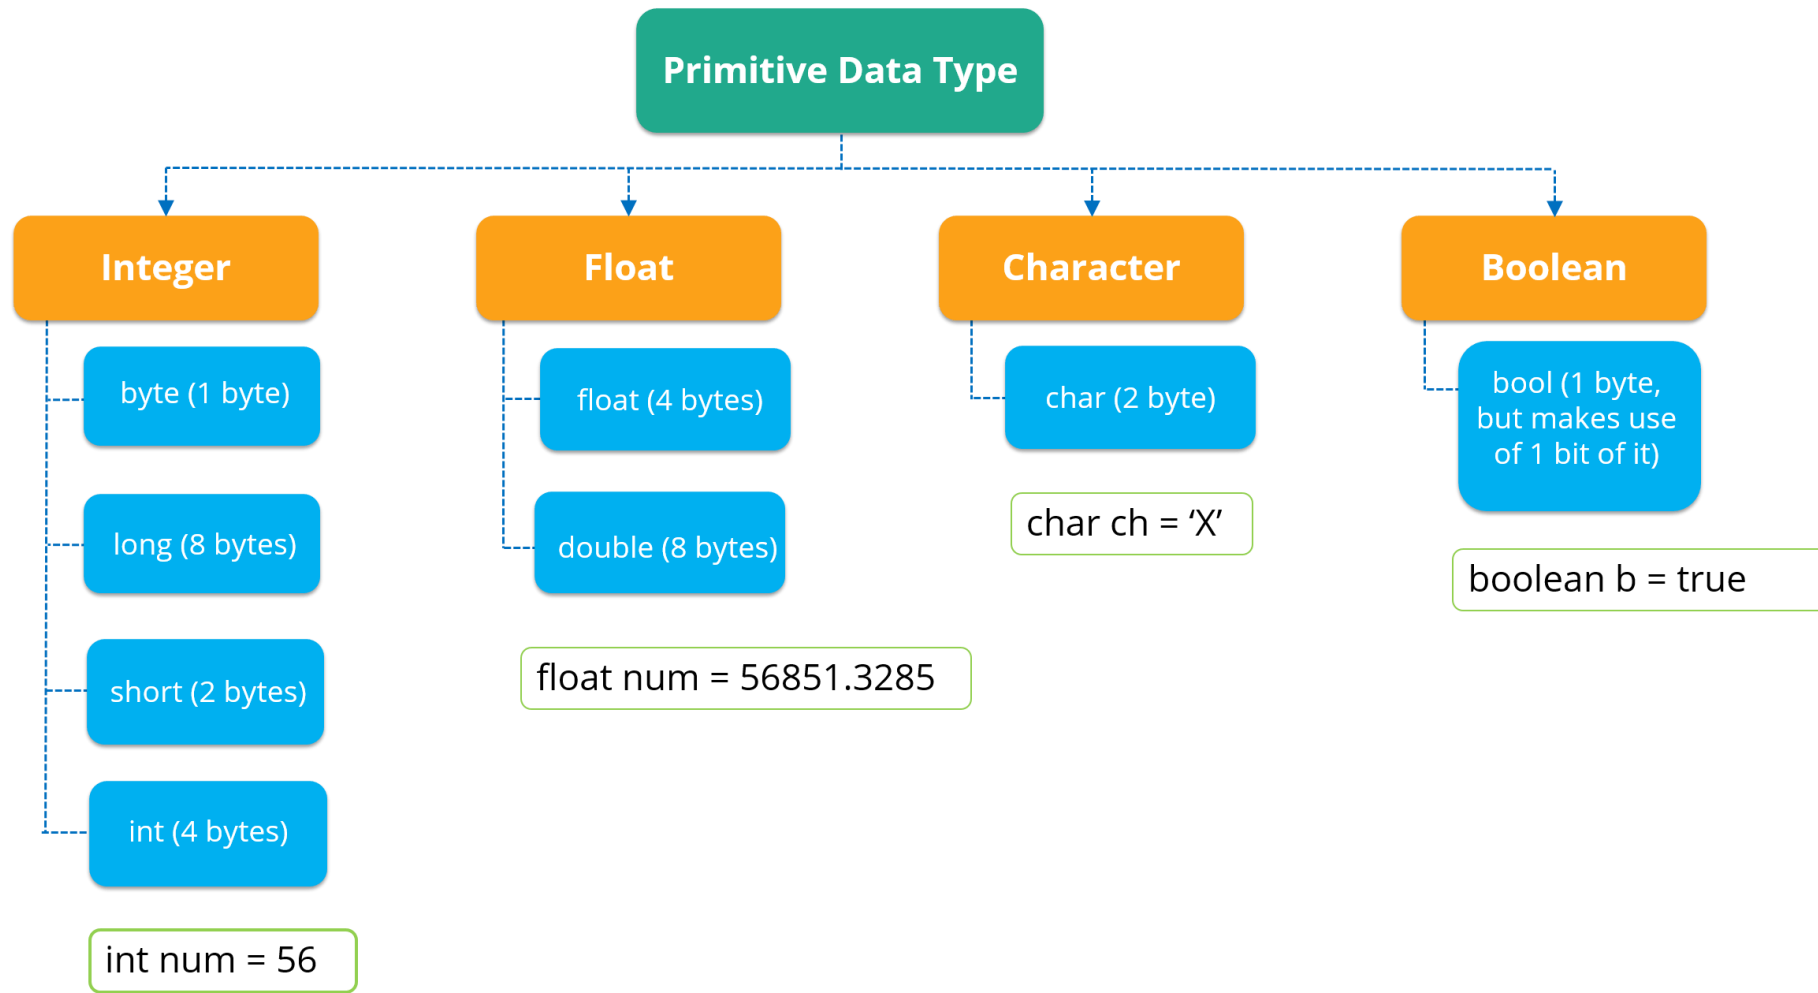 Primitive Data Type
Integer
byte (1 byte)
long (8 bytes)
short (2 bytes)
int (4 bytes)
int num = 56
Float
float (4 bytes)
double (8 bytes)
float num = 56851.3285
Character
char (2 byte)
char ch = ‘X’
Boolean
bool (1 byte,
but makes use
of 1 bit of it)
boolean b = true